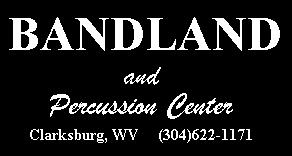 BANDLAND
and
Percussion Center
Clarksburg, WV (304)622-1171